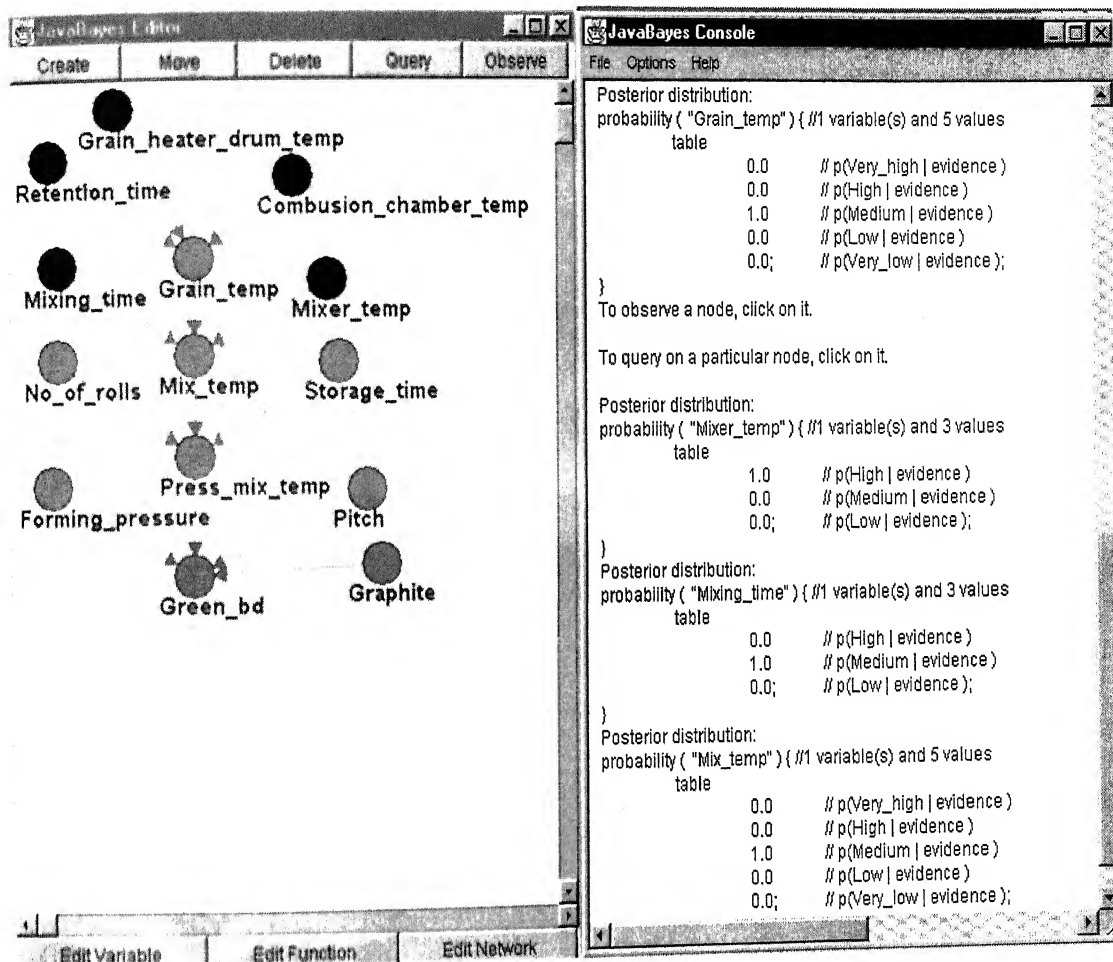 JavaBayes Editor
Create Move Delete Query Observe
Grain_heater_drum_temp
Retention_time
Combusion_chamber_temp
Mixing_time
Grain_temp
Mixer_temp
No_of_rolls
Mix_temp
Storage_time
Press_mix_temp
Forming_pressure
Pitch
Green_bd
Graphite
Edit Variable Edit Function Edit Network
JavaBayes Console
File Options Help
Posterior distribution:
probability ( "Grain_temp" ) { //1 variable(s) and 5 values
table
0.0 // p(Very_high | evidence )
0.0 // p(High | evidence )
1.0 // p(Medium | evidence )
0.0 // p(Low | evidence )
0.0; // p(Very_low | evidence );
}
To observe a node, click on it.
To query on a particular node, click on it.
Posterior distribution:
probability ( "Mixer_temp" ) { //1 variable(s) and 3 values
table
1.0 // p(High | evidence )
0.0 // p(Medium | evidence )
0.0; // p(Low | evidence );
}
Posterior distribution:
probability ( "Mixing_time" ) { //1 variable(s) and 3 values
table
0.0 // p(High | evidence )
1.0 // p(Medium | evidence )
0.0; // p(Low | evidence );
}
Posterior distribution:
probability ( "Mix_temp" ) { //1 variable(s) and 5 values
table
0.0 // p(Very_high | evidence )
0.0 // p(High | evidence )
1.0 // p(Medium | evidence )
0.0 // p(Low | evidence )
0.0; // p(Very_low | evidence );